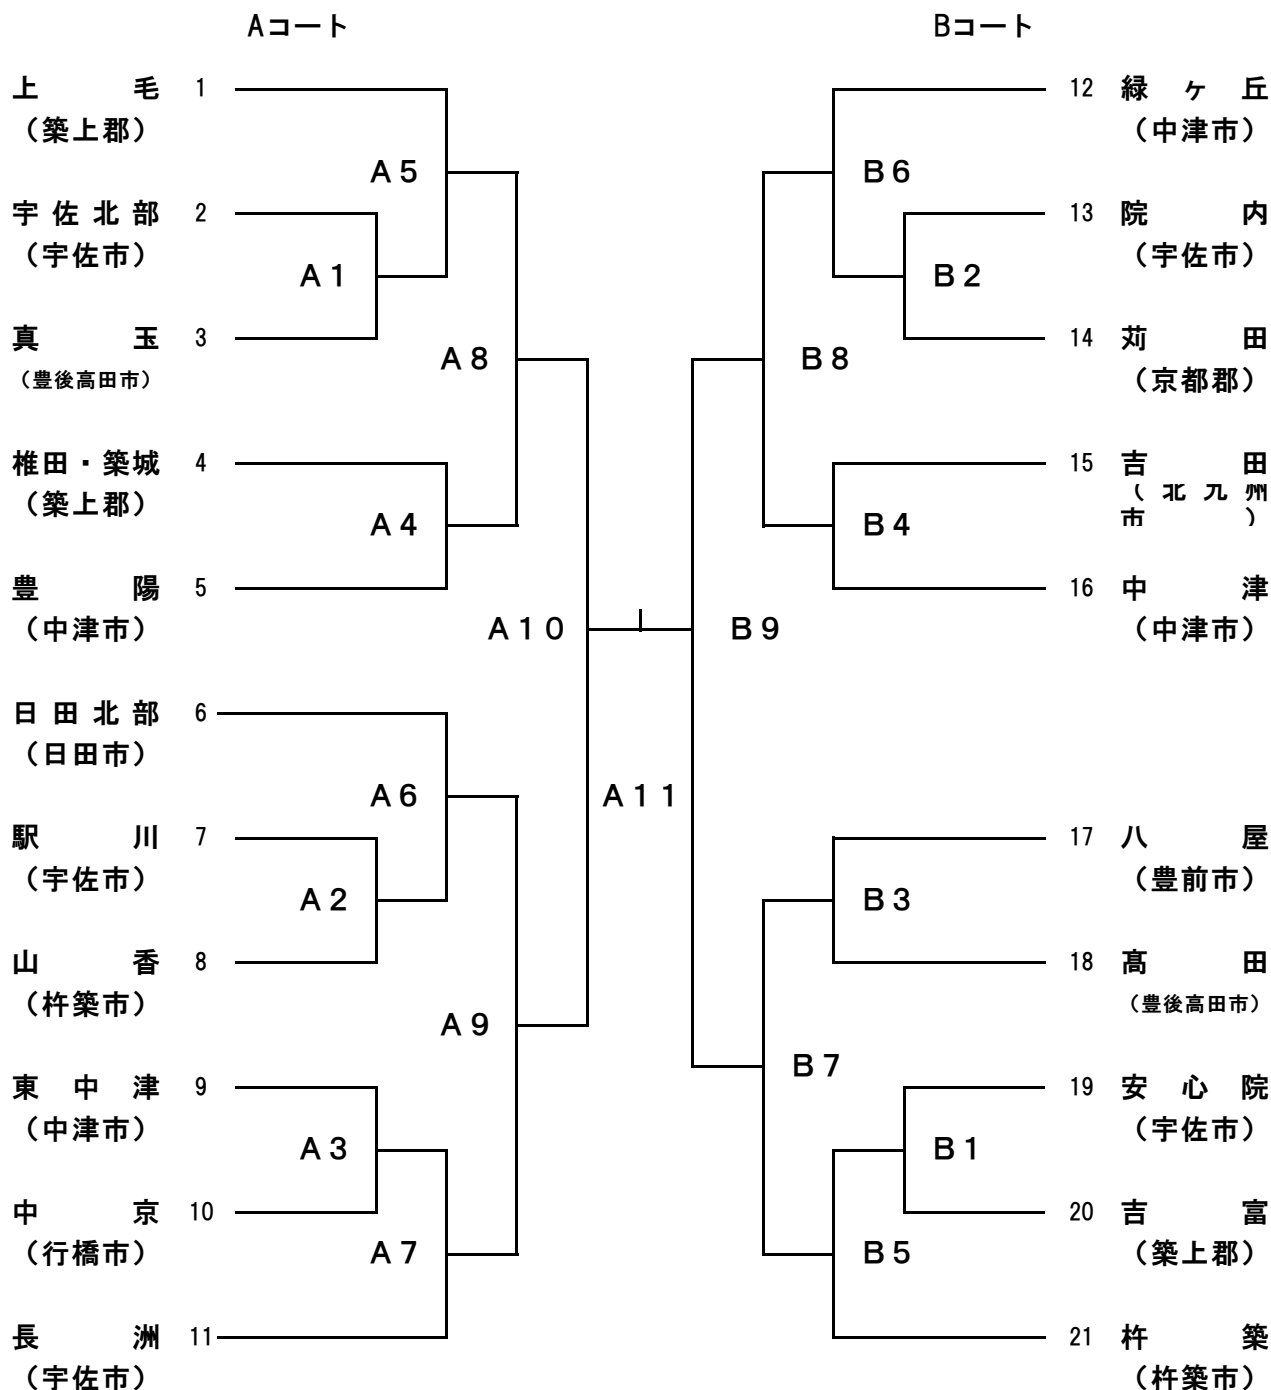 Aコート Bコート
上毛 1 12 緑ヶ丘
（築上郡） （中津市）
A5 B6
宇佐北部 2 13 院内
（宇佐市） （宇佐市）
A1 B2
真玉 3 14 苅田
A8 B8
（豊後高田市） （京都郡）
椎田・築城 4 15 吉田
（築上郡） （北九州
市）
A4 B4
豊陽 5 16 中津
（中津市） A10 B9 （中津市）
日田北部 6
（日田市）
A6 A11
駅川 7 17 八屋
（宇佐市） （豊前市）
A2 B3
山香 8 18 髙田
（杵築市） （豊後高田市）
A9
B7
東中津 9 19 安心院
（中津市） （宇佐市）
A3 B1
中京 10 20 吉富
（行橋市） A7 B5 （築上郡）
長洲 11 21 杵築
（宇佐市） （杵築市）